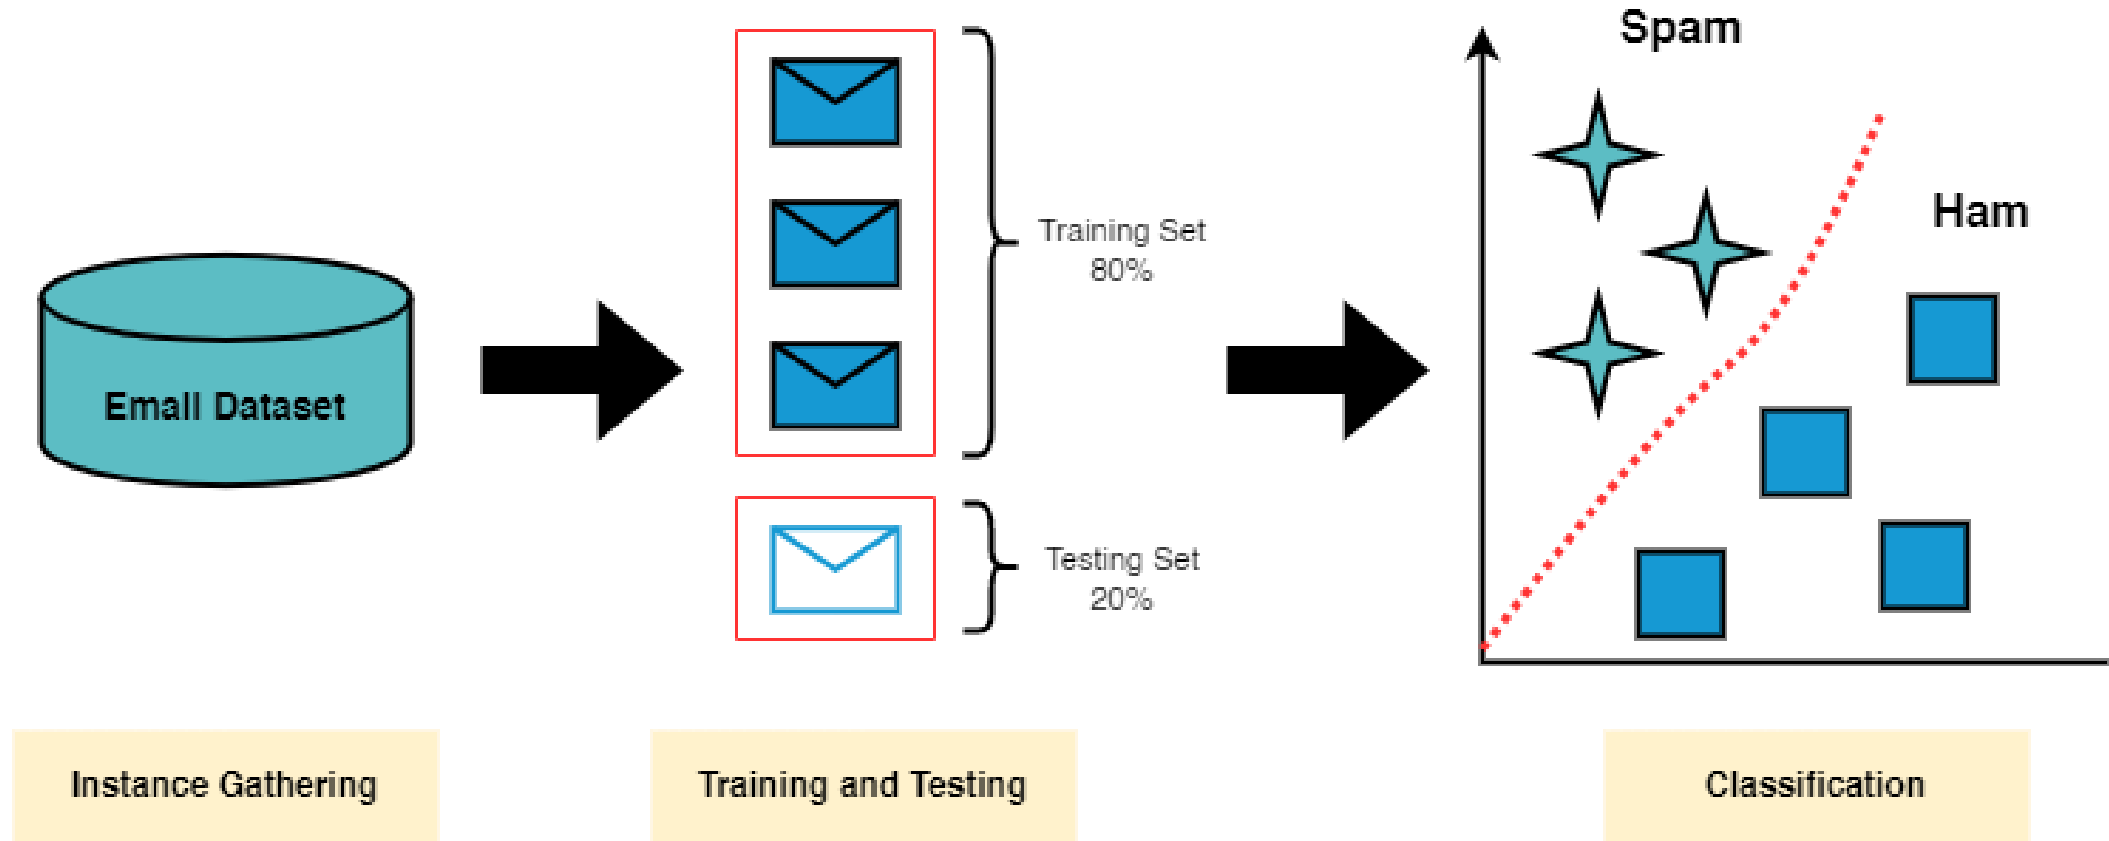 Email Dataset
Training Set
80%
Testing Set
20%
Spam
Ham
Instance Gathering
Training and Testing
Classification